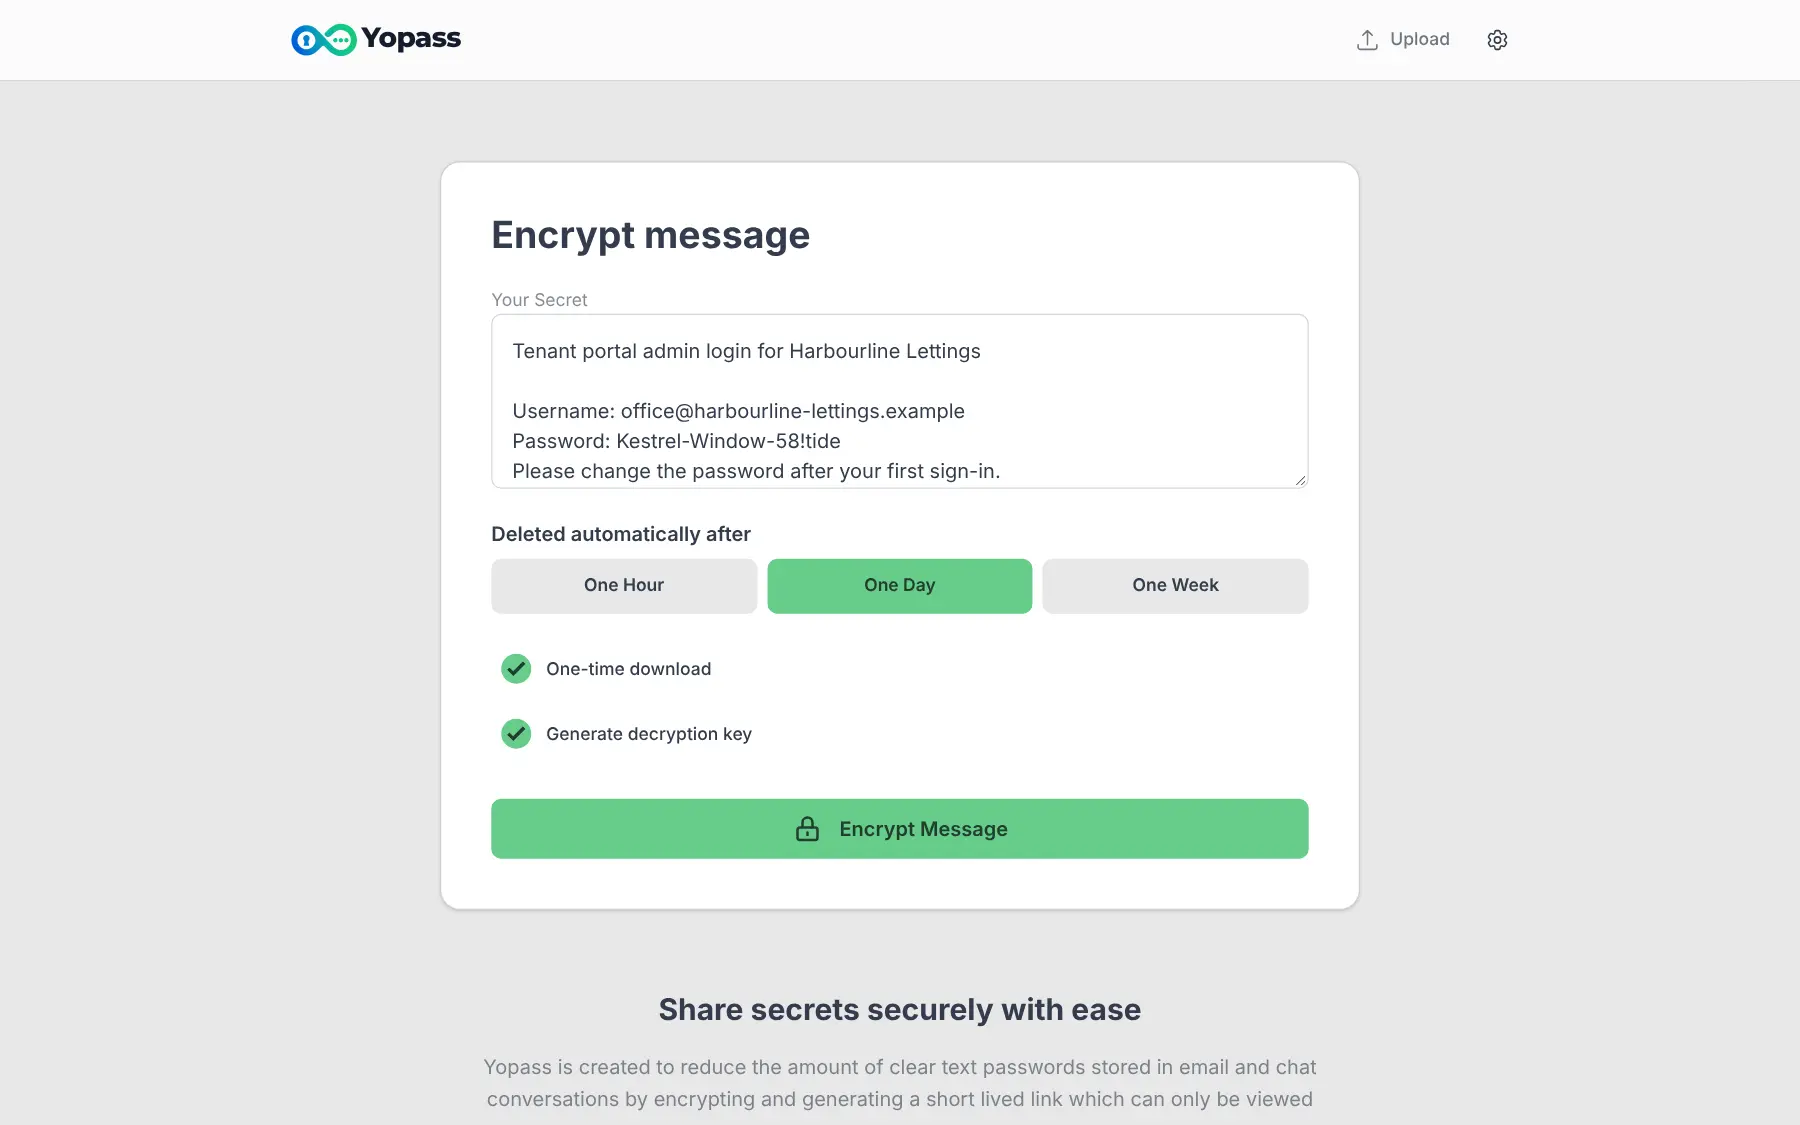 Yopass
Upload
Encrypt message
Your Secret
Tenant portal admin login for Harbourline Lettings
Username: office@harbourline-lettings.example
Password: Kestrel-Window-58!tide
Please change the password after your first sign-in.
Deleted automatically after
One Hour
One Day
One Week
One-time download
Generate decryption key
Encrypt Message
Share secrets securely with ease
Yopass is created to reduce the amount of clear text passwords stored in email and chat
conversations by encrypting and generating a short lived link which can only be viewed